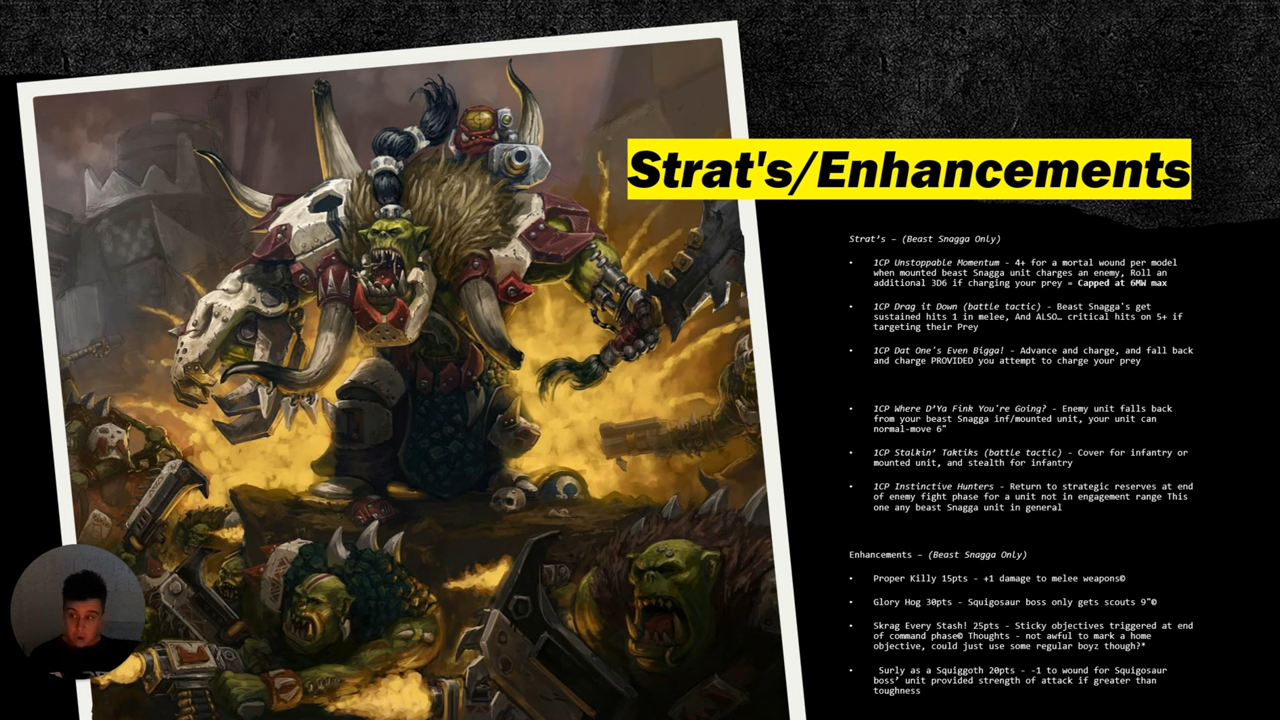 Strat's/Enhancements
Strat's – (Beast Snagga Only)
• 1CP Unstoppable Momentum - 4+ for a mortal wound per model
when mounted beast Snagga unit charges an enemy, Roll an
additional 3D6 if charging your prey = Capped at 6MW max
• 1CP Drag it Down (battle tactic) - Beast Snagga's get
sustained hits 1 in melee, And ALSO… critical hits on 5+ if
targeting their Prey
• 1CP Dat One's Even Bigga! - Advance and charge, and fall back
and charge PROVIDED you attempt to charge your prey
• 1CP Where D'Ya Fink You're Going? - Enemy unit falls back
from your beast Snagga inf/mounted unit, your unit can
normal-move 6"
• 1CP Stalkin' Taktiks (battle tactic) - Cover for infantry or
mounted unit, and stealth for infantry
• 1CP Instinctive Hunters - Return to strategic reserves at end
of enemy fight phase for a unit not in engagement range This
one any beast Snagga unit in general
Enhancements – (Beast Snagga Only)
• Proper Killy 15pts - +1 damage to melee weapons©
• Glory Hog 30pts - Squigosaur boss only gets scouts 9"©
• Skrag Every Stash! 25pts - Sticky objectives triggered at end
of command phase© Thoughts - not awful to mark a home
objective, could just use some regular boyz though?*
• Surly as a Squiggoth 20pts - -1 to wound for Squigosaur
boss' unit provided strength of attack if greater than
toughness